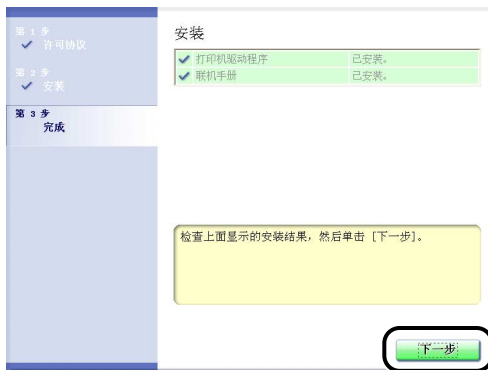 第 1 步
许可协议
第 2 步
安装
第 3 步
完成
安装
打印机驱动程序 已安装。
联机手册 已安装。
检查上面显示的安装结果，然后单击 [下一步]。
下一步